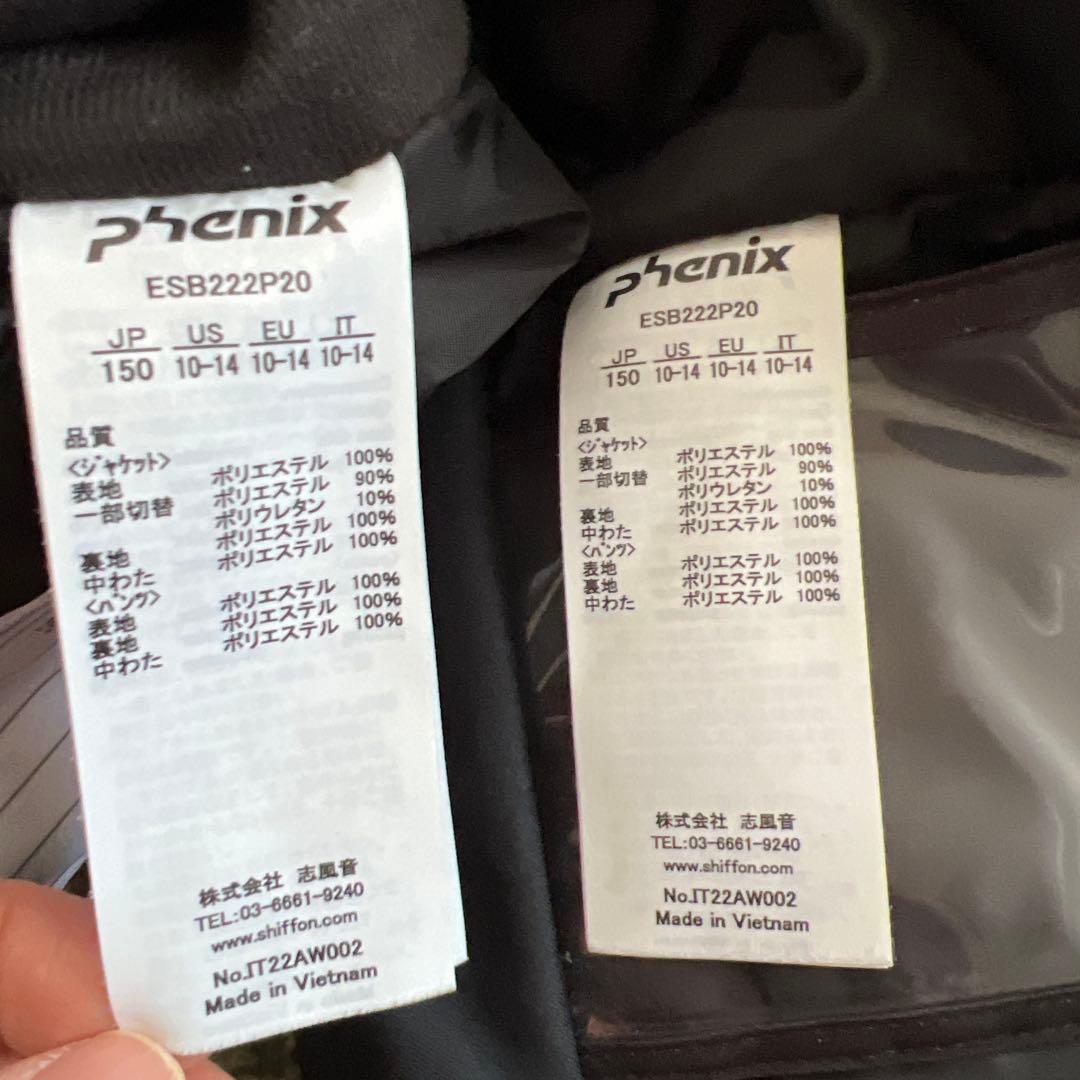 phenix
ESB222P20
JP US EU IT
150 10-14 10-14 10-14
品質
<ジャケット>
表地 ポリエステル 100%
一部切替 ポリエステル 90%
ポリウレタン 10%
裏地 ポリエステル 100%
中わた ポリエステル 100%
<パンツ>
表地 ポリエステル 100%
裏地 ポリエステル 100%
中わた ポリエステル 100%
株式会社 志風音
TEL:03-6661-9240
www.shiffon.com
No.IT22AW002
Made in Vietnam
phenix
ESB222P20
JP US EU IT
150 10-14 10-14 10-14
品質
<ジャケット>
表地 ポリエステル 100%
一部切替 ポリエステル 90%
ポリウレタン 10%
裏地 ポリエステル 100%
中わた ポリエステル 100%
<パンツ>
表地 ポリエステル 100%
裏地 ポリエステル 100%
中わた ポリエステル 100%
株式会社 志風音
TEL:03-6661-9240
www.shiffon.com
No.IT22AW002
Made in Vietnam